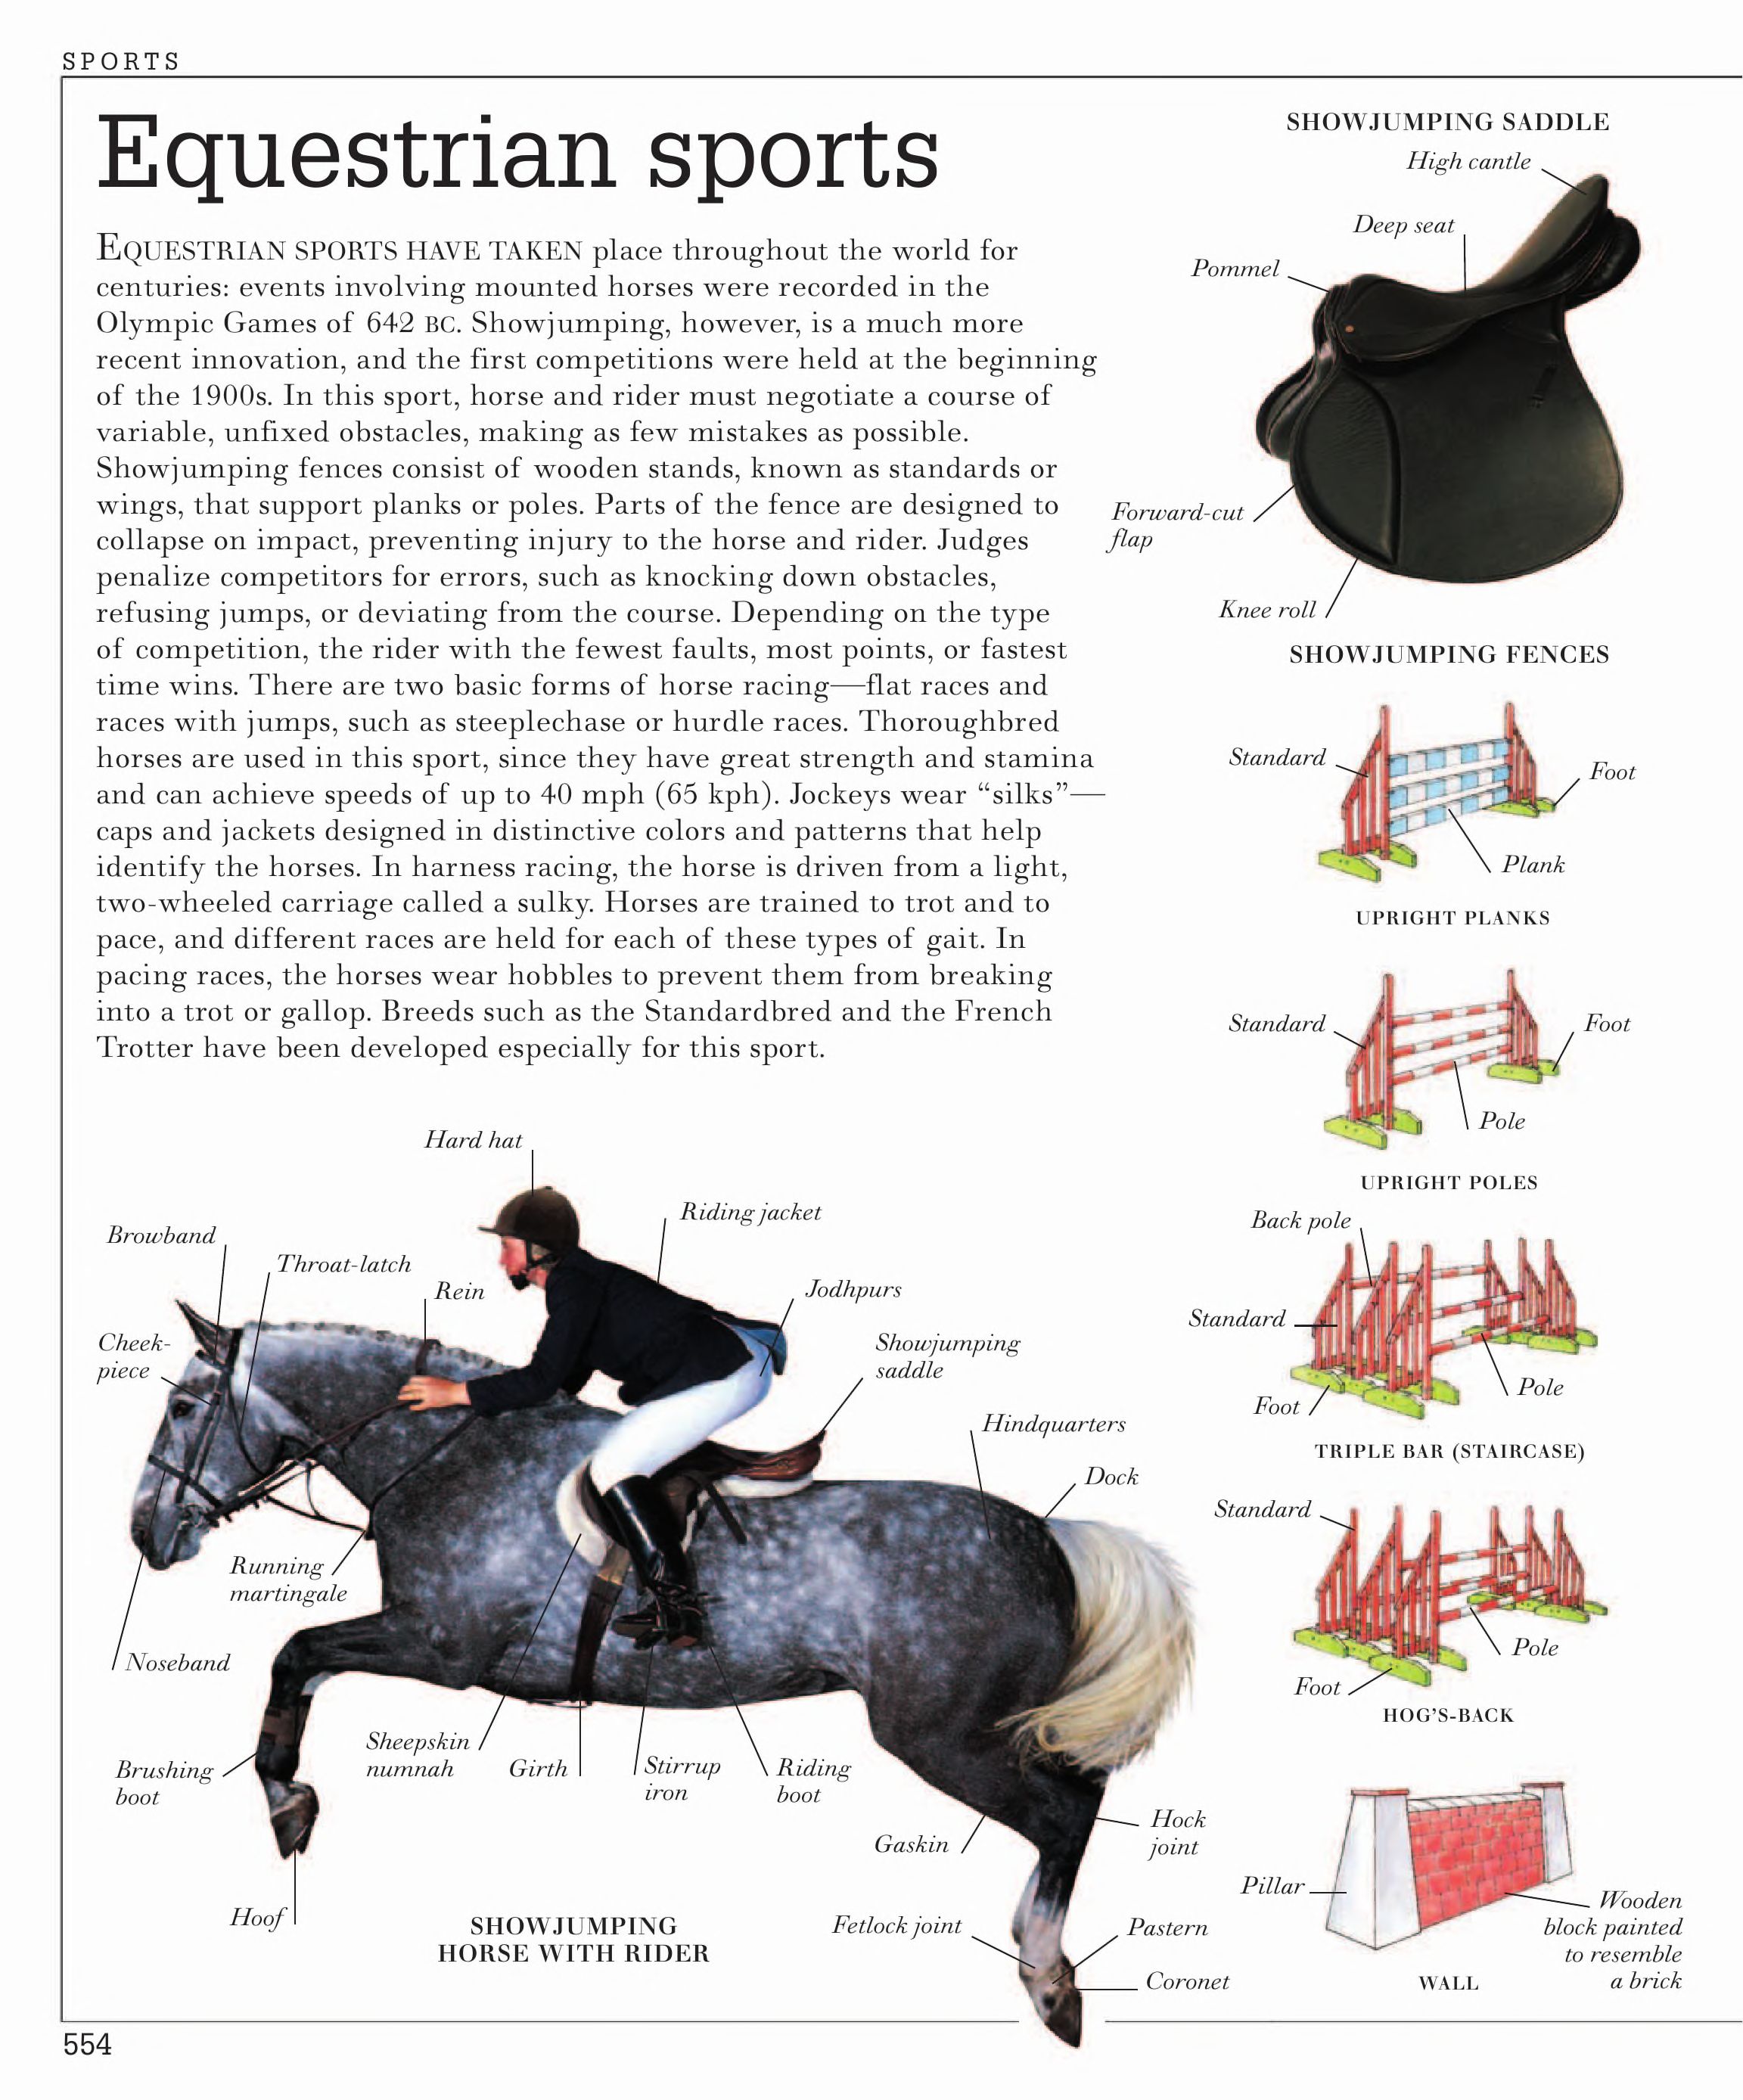 SPORTS
Equestrian sports
EQUESTRIAN SPORTS HAVE TAKEN place throughout the world for
centuries: events involving mounted horses were recorded in the
Olympic Games of 642 BC. Showjumping, however, is a much more
recent innovation, and the first competitions were held at the beginning
of the 1900s. In this sport, horse and rider must negotiate a course of
variable, unfixed obstacles, making as few mistakes as possible.
Showjumping fences consist of wooden stands, known as standards or
wings, that support planks or poles. Parts of the fence are designed to
collapse on impact, preventing injury to the horse and rider. Judges
penalize competitors for errors, such as knocking down obstacles,
refusing jumps, or deviating from the course. Depending on the type
of competition, the rider with the fewest faults, most points, or fastest
time wins. There are two basic forms of horse racing—flat races and
races with jumps, such as steeplechase or hurdle races. Thoroughbred
horses are used in this sport, since they have great strength and stamina
and can achieve speeds of up to 40 mph (65 kph). Jockeys wear “silks”—
caps and jackets designed in distinctive colors and patterns that help
identify the horses. In harness racing, the horse is driven from a light,
two-wheeled carriage called a sulky. Horses are trained to trot and to
pace, and different races are held for each of these types of gait. In
pacing races, the horses wear hobbles to prevent them from breaking
into a trot or gallop. Breeds such as the Standardbred and the French
Trotter have been developed especially for this sport.
SHOWJUMPING SADDLE
High cantle
Deep seat
Pommel
Forward-cut
flap
Knee roll
SHOWJUMPING FENCES
Standard
Foot
Plank
UPRIGHT PLANKS
Standard
Foot
Pole
UPRIGHT POLES
Back pole
Standard
Foot
Pole
TRIPLE BAR (STAIRCASE)
Standard
Pole
Foot
HOG’S-BACK
Pillar
Wooden
block painted
to resemble
a brick
WALL
Hard hat
Riding jacket
Browband
Throat-latch
Rein
Jodhpurs
Cheek-
piece
Showjumping
saddle
Hindquarters
Dock
Running
martingale
Noseband
Sheepskin
numnah
Girth
Stirrup
iron
Riding
boot
Brushing
boot
Hock
joint
Gaskin
Hoof
Fetlock joint
Pastern
Coronet
SHOWJUMPING
HORSE WITH RIDER
554